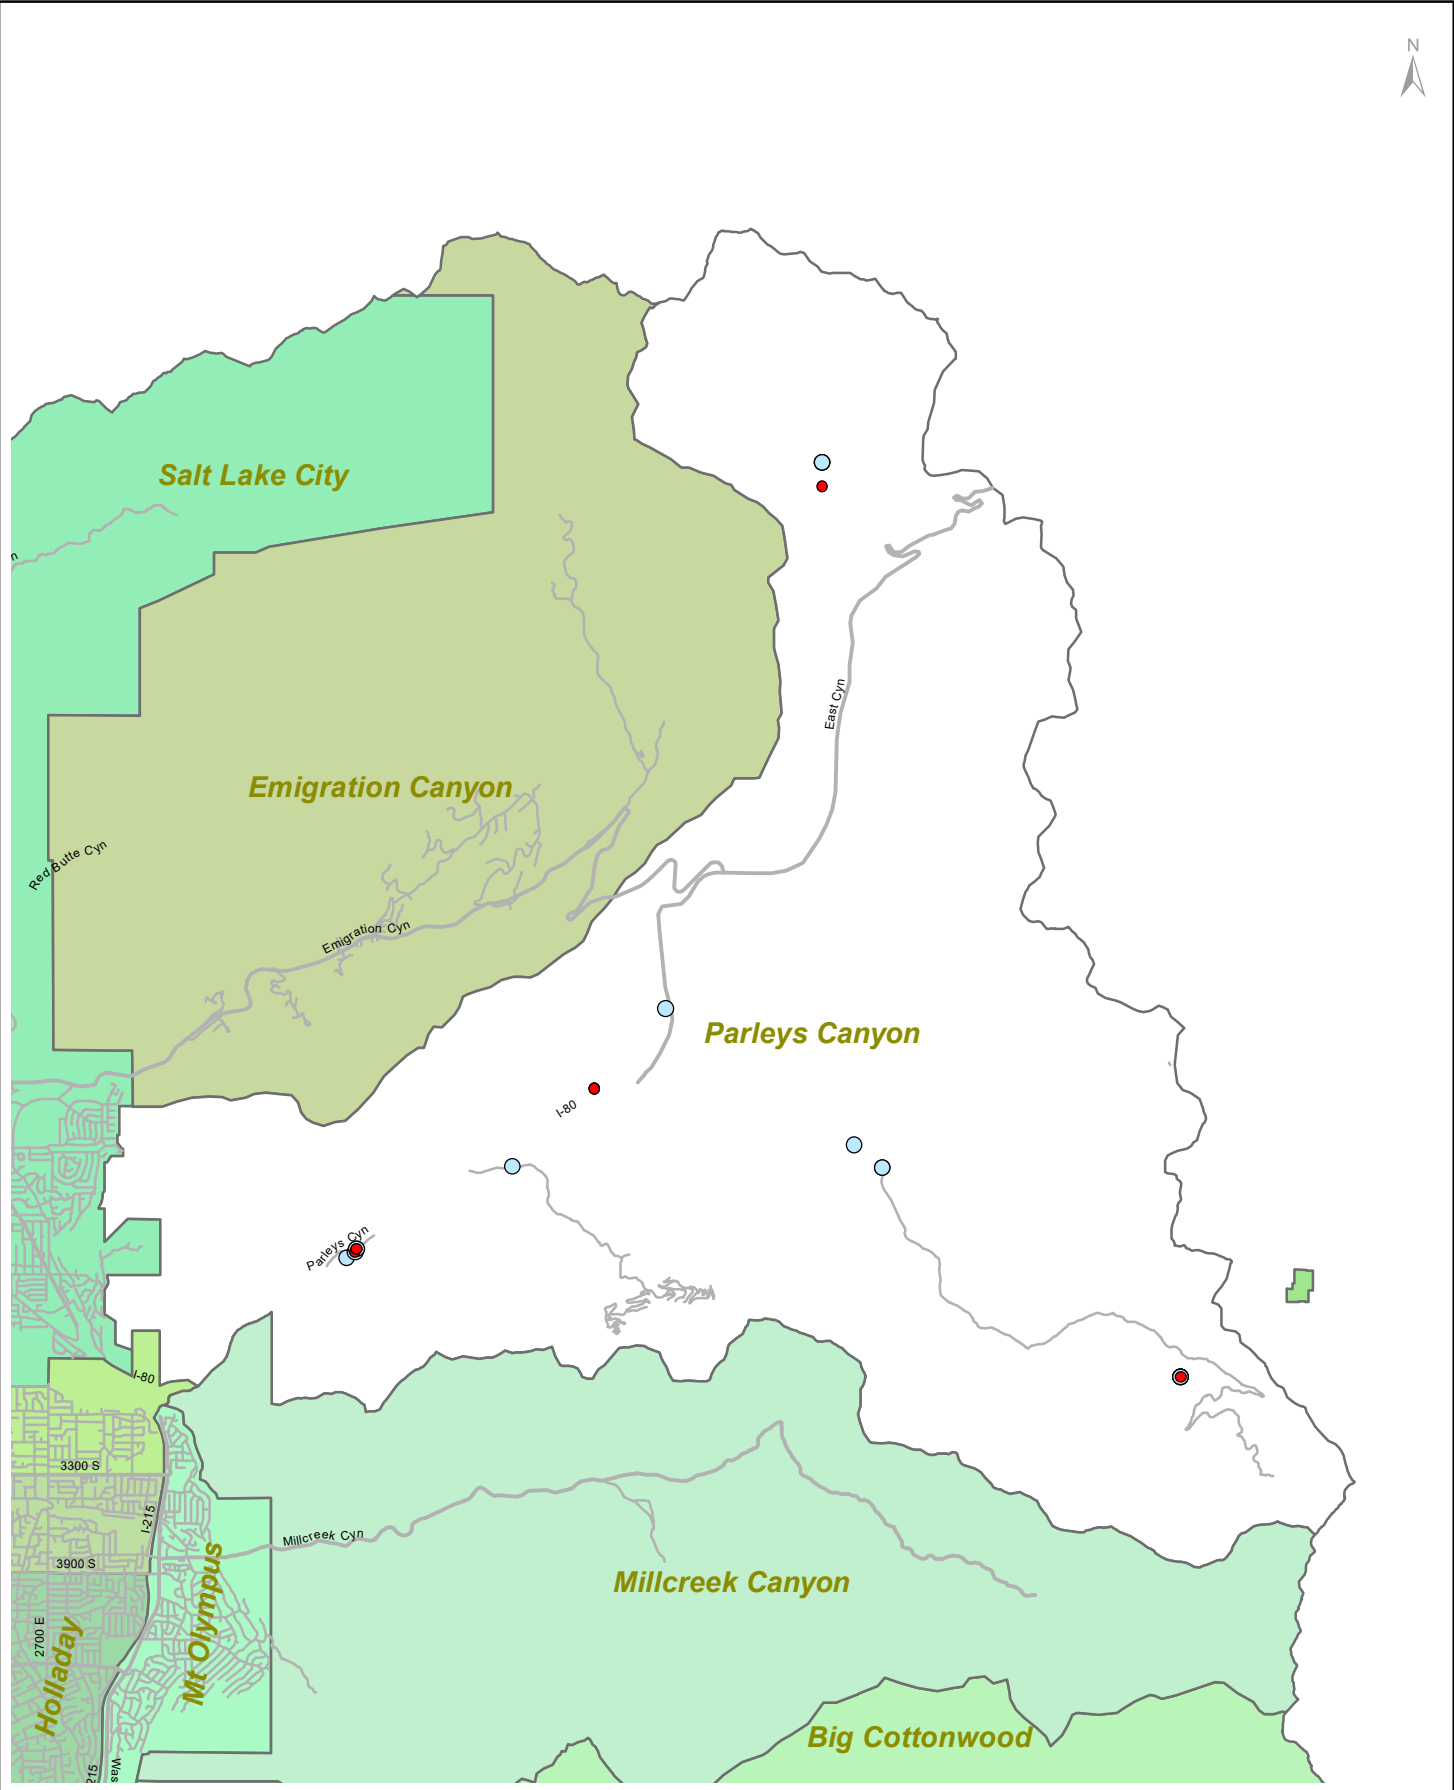 N
Salt Lake City
n
East Cyn
Emigration Canyon
Red Butte Cyn
Emigration Cyn
Parleys Canyon
I-80
Parleys Cyn
I-80
3300 S
I-215
Millcreek Cyn
3900 S
Millcreek Canyon
2700 E
Holladay
Mt Olympus
Big Cottonwood
215
Was